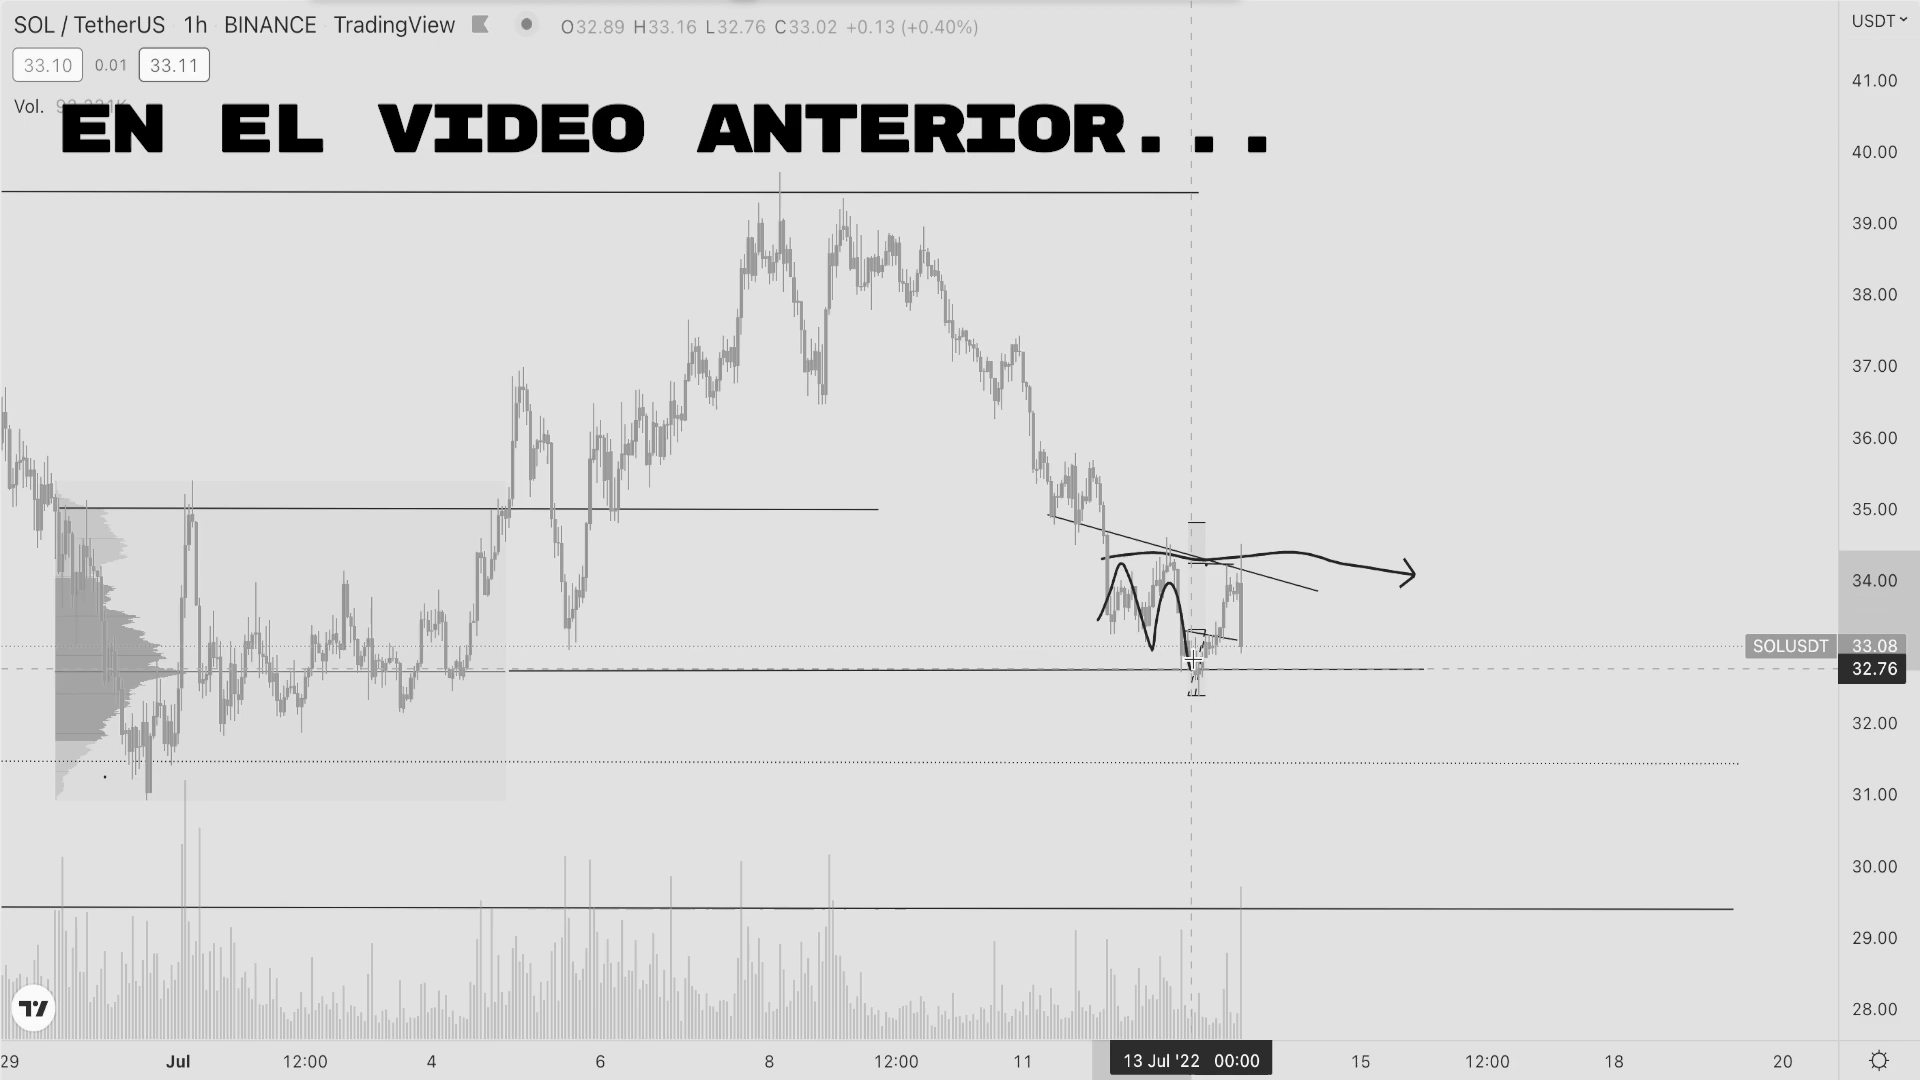 SOL / TetherUS 1h BINANCE TradingView O32.89 H33.16 L32.76 C33.02 +0.13 (+0.40%)
USDT
33.10 0.01 33.11
Vol.
EN EL VIDEO ANTERIOR...
41.00
40.00
39.00
38.00
37.00
36.00
35.00
34.00
SOLUSDT 33.08
32.76
32.00
31.00
30.00
29.00
28.00
29 Jul 12:00 4 6 8 12:00 11 13 Jul '22 00:00 15 12:00 18 20